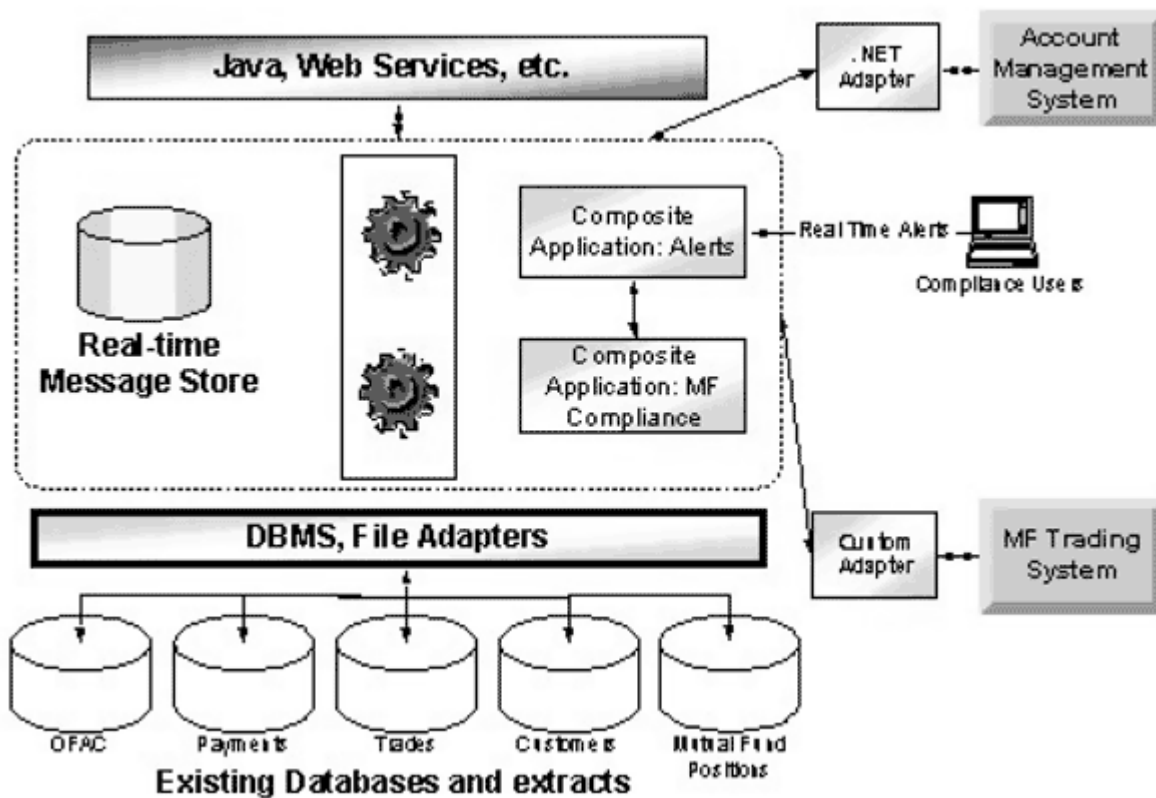 Java, Web Services, etc.
.NET
Adapter
Account
Management
System
Composite
Application: Alerts
Real Time Alerts
Compliance Users
Real-time
Message Store
Composite
Application: MF
Compliance
DBMS, File Adapters
Custom
Adapter
MF Trading
System
OFAC
Payments
Trades
Customers
Mutual Fund
Positions
Existing Databases and extracts